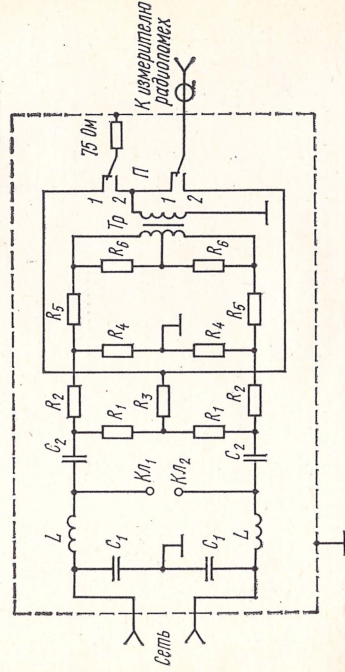 К измерителю
радиопомех
75 Ом
1
2
П
1
2
Тр
R6
R6
R5
R5
R4
R4
R2
R3
R2
R1
R1
C2
C2
Кл1
Кл2
L
L
C1
C1
Сеть